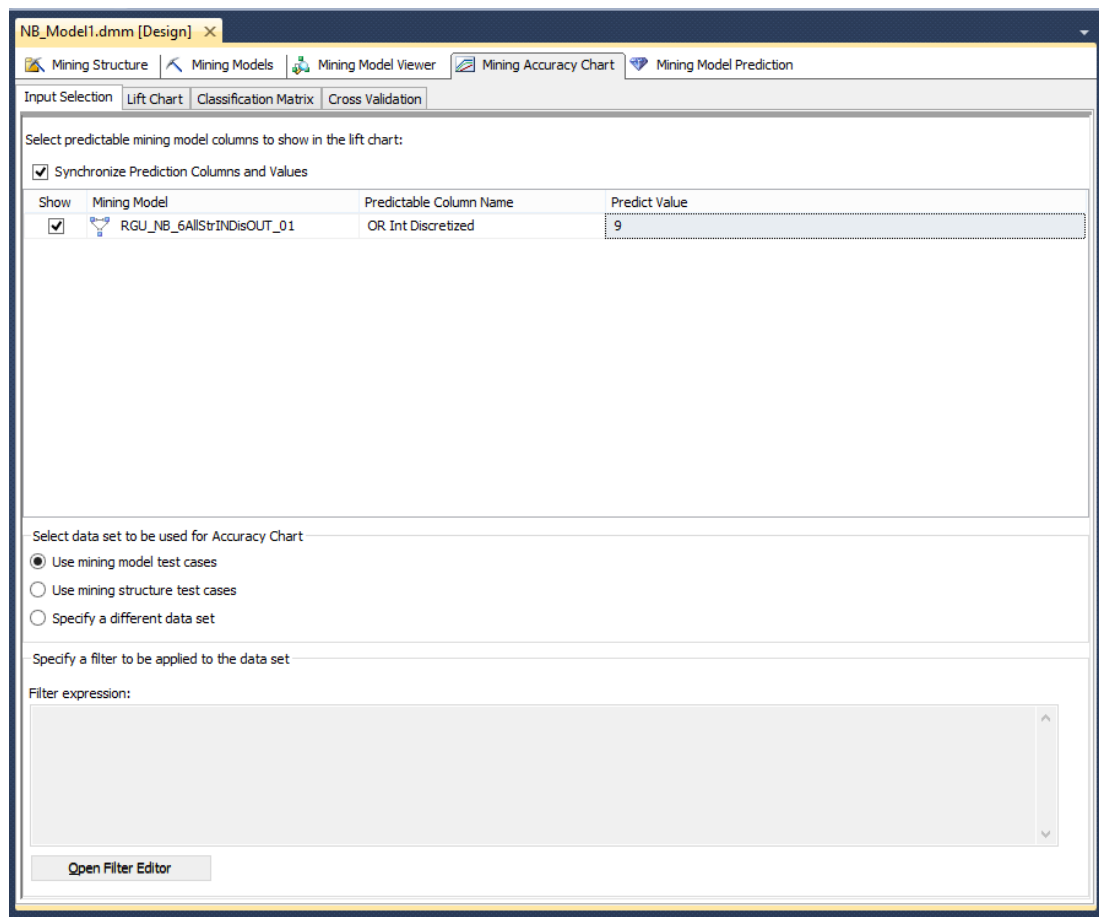 NB_Model1.dmm [Design]
Mining Structure Mining Models Mining Model Viewer Mining Accuracy Chart Mining Model Prediction
Input Selection Lift Chart Classification Matrix Cross Validation
Select predictable mining model columns to show in the lift chart:
Synchronize Prediction Columns and Values
Show Mining Model Predictable Column Name Predict Value
RGU_NB_6AllStrINDisOUT_01 OR Int Discretized 9
Select data set to be used for Accuracy Chart
Use mining model test cases
Use mining structure test cases
Specify a different data set
Specify a filter to be applied to the data set
Filter expression:
Open Filter Editor